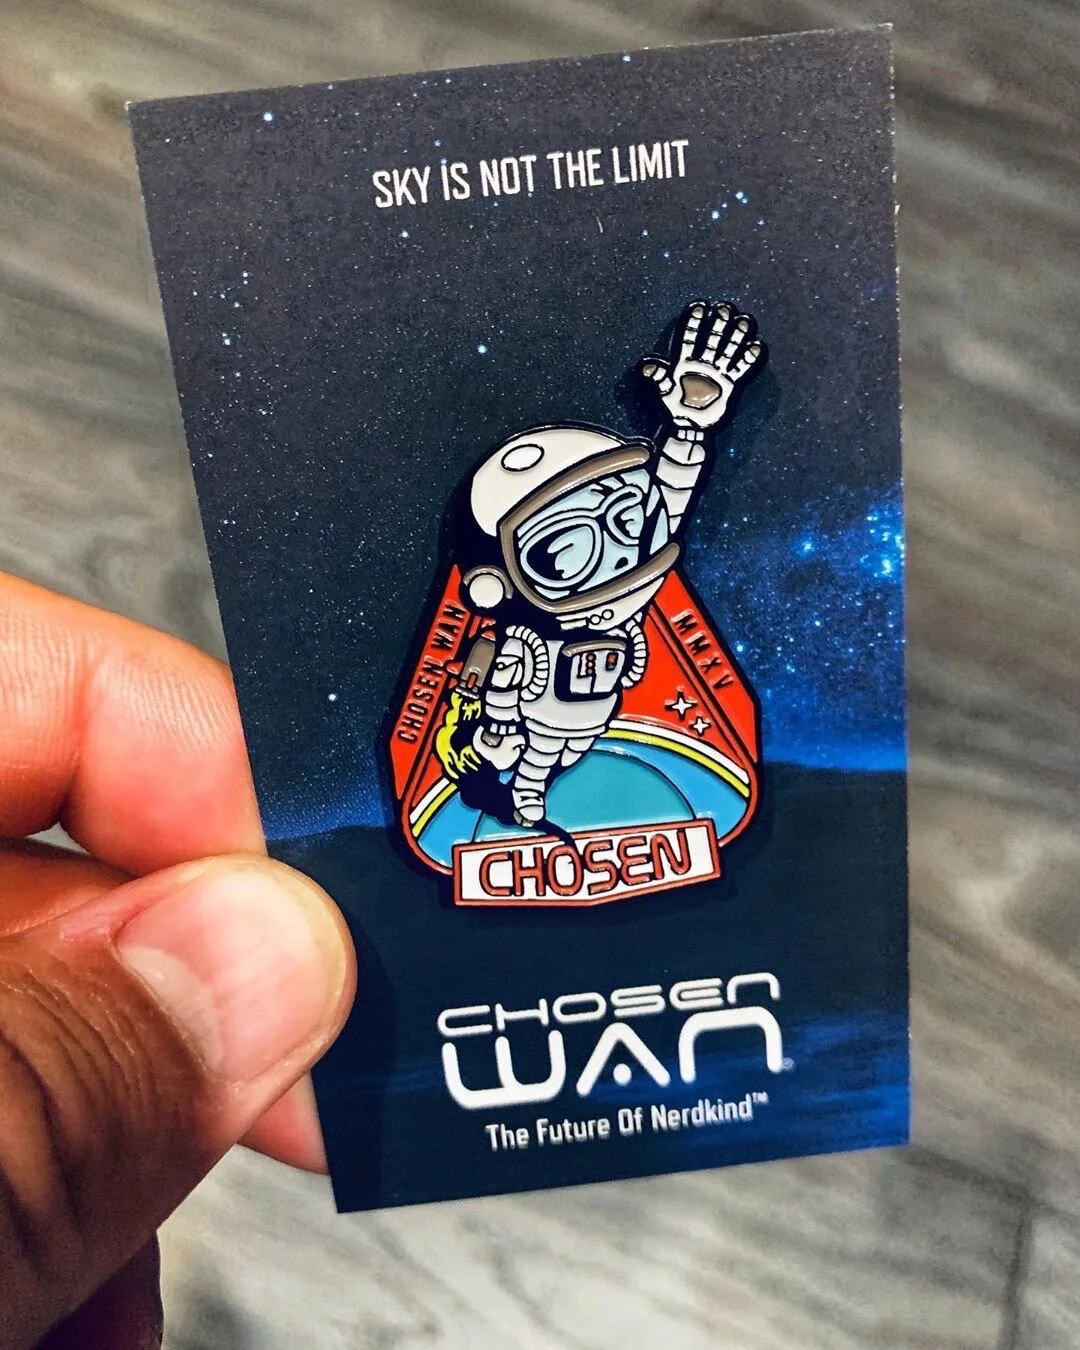 SKY IS NOT THE LIMIT
CHOSEN WAN
MMXV
CHOSEN
CHOSEN
WAN®
The Future Of Nerdkind™